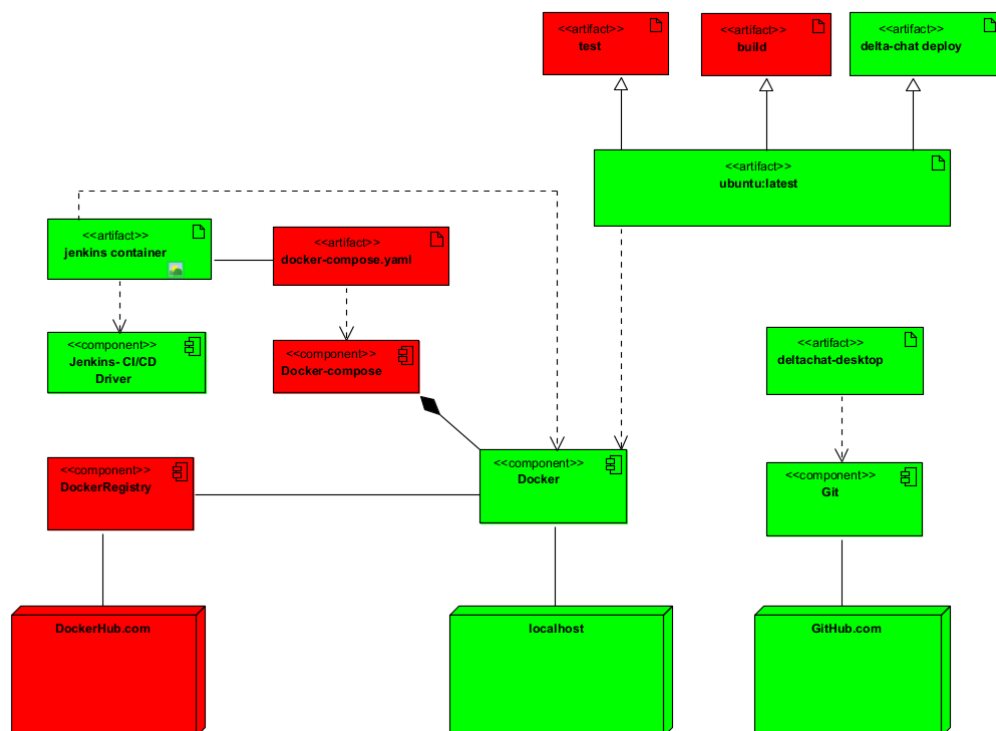 <<artifact>>
test
<<artifact>>
build
<<artifact>>
delta-chat deploy
<<artifact>>
ubuntu:latest
<<artifact>>
jenkins container
<<artifact>>
docker-compose.yaml
<<component>>
Jenkins- CI/CD
Driver
<<component>>
Docker-compose
<<artifact>>
deltachat-desktop
<<component>>
DockerRegistry
<<component>>
Docker
<<component>>
Git
DockerHub.com
localhost
GitHub.com